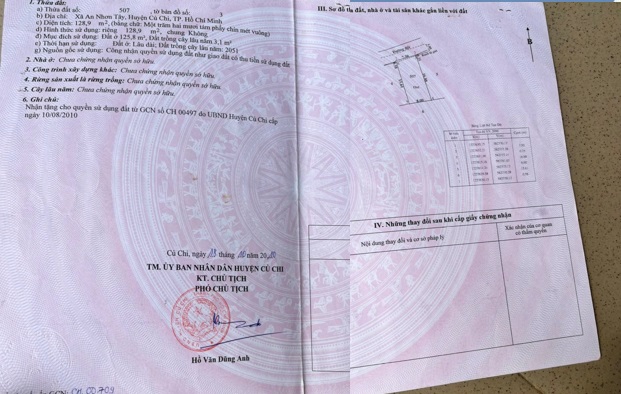 1. Thửa đất:
a) Thửa đất số: 507 , tờ bản đồ số: 3
b) Địa chỉ: Xã An Nhơn Tây, Huyện Củ Chi, TP. Hồ Chí Minh
c) Diện tích: 128,9 m², (bằng chữ: Một trăm hai mươi tám phẩy chín mét vuông)
d) Hình thức sử dụng: riêng 128,9 m², chung: Không
đ) Mục đích sử dụng: Đất ở 125,8 m², Đất trồng cây lâu năm 3,1 m²
e) Thời hạn sử dụng: Đất ở: Lâu dài; Đất trồng cây lâu năm: 2051
g) Nguồn gốc sử dụng: Công nhận quyền sử dụng đất như giao đất có thu tiền sử dụng đất
2. Nhà ở: Chưa chứng nhận quyền sở hữu.
3. Công trình xây dựng khác: Chưa chứng nhận quyền sở hữu.
4. Rừng sản xuất là rừng trồng: Chưa chứng nhận quyền sở hữu.
5. Cây lâu năm: Chưa chứng nhận quyền sở hữu.
6. Ghi chú:
Nhận tặng cho quyền sử dụng đất từ GCN số CH 00497 do UBND Huyện Củ Chi cấp
ngày 10/08/2010
Củ Chi, ngày tháng năm 20
TM. ỦY BAN NHÂN DÂN HUYỆN CỦ CHI
KT. CHỦ TỊCH
PHÓ CHỦ TỊCH
Hồ Văn Dũng Anh
GCN: CH 00709
III. Sơ đồ thửa đất, nhà ở và tài sản khác gắn liền với đất
B
IV. Những thay đổi sau khi cấp giấy chứng nhận
Nội dung thay đổi và cơ sở pháp lý
Xác nhận của cơ quan
có thẩm quyền